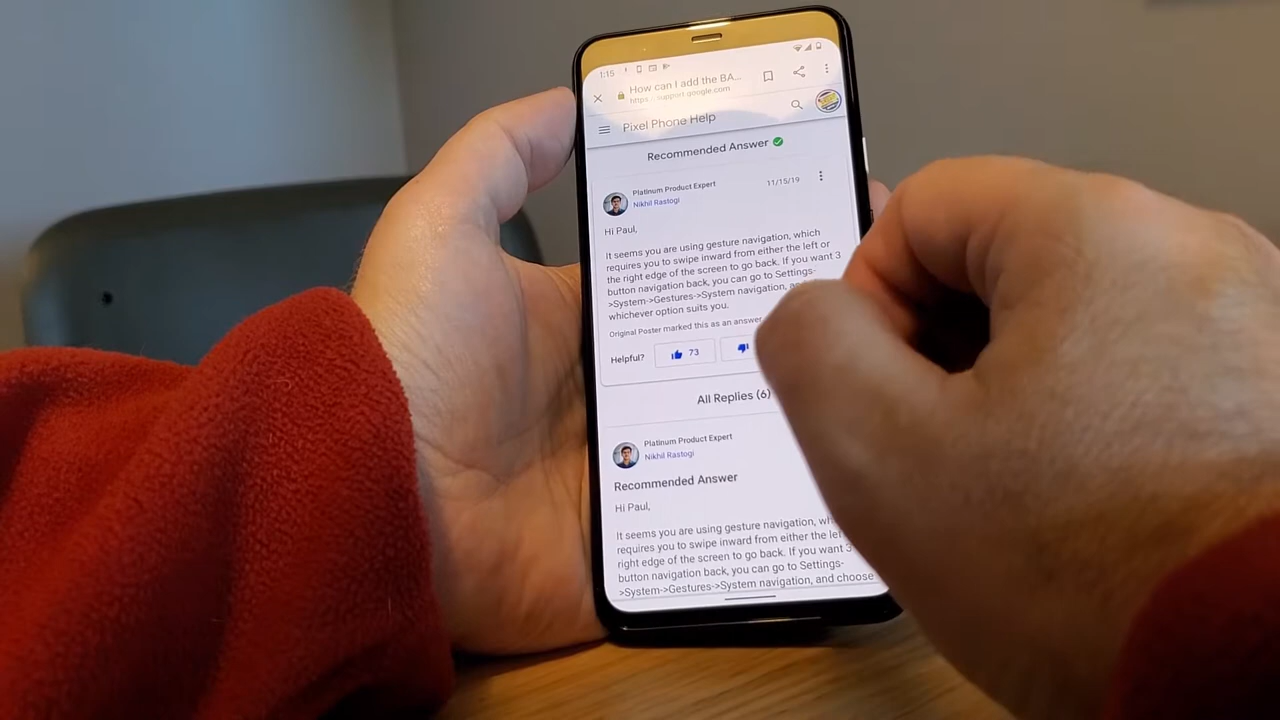 1:15
How can I add the BA...
https://support.google.com
Pixel Phone Help
Recommended Answer
Platinum Product Expert
11/15/19
Nikhil Rastogi
Hi Paul,
It seems you are using gesture navigation, which
requires you to swipe inward from either the left or
the right edge of the screen to go back. If you want 3
button navigation back, you can go to Settings-
>System->Gestures->System navigation,
whichever option suits you.
Original Poster marked this as an answer
Helpful?
73
All Replies (6)
Platinum Product Expert
Nikhil Rastogi
Recommended Answer
Hi Paul,
It seems you are using gesture navigation,
requires you to swipe inward from either the
right edge of the screen to go back. If you want 3
button navigation back, you can go to Settings-
>System->Gestures->System navigation, and choose